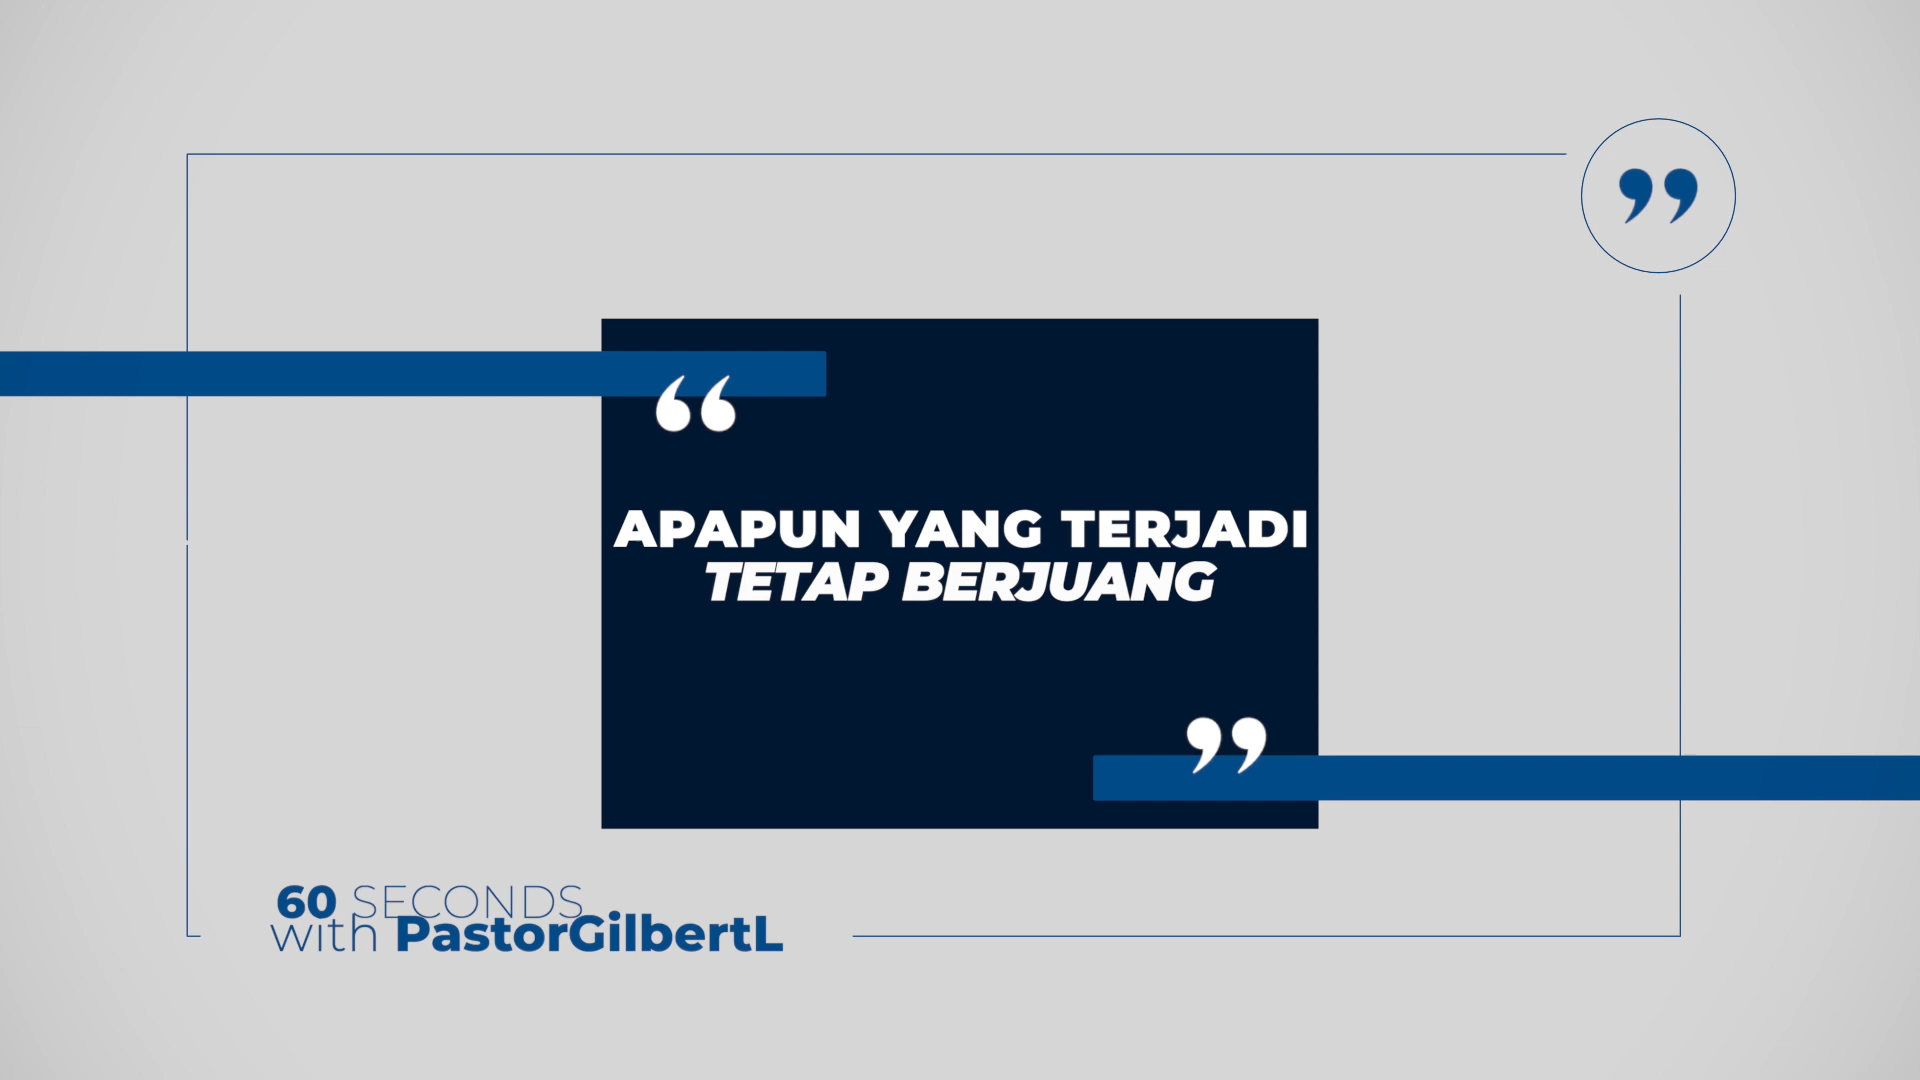 ”
“
APAPUN YANG TERJADI
TETAP BERJUANG
”
60 SECONDS
with PastorGilbertL